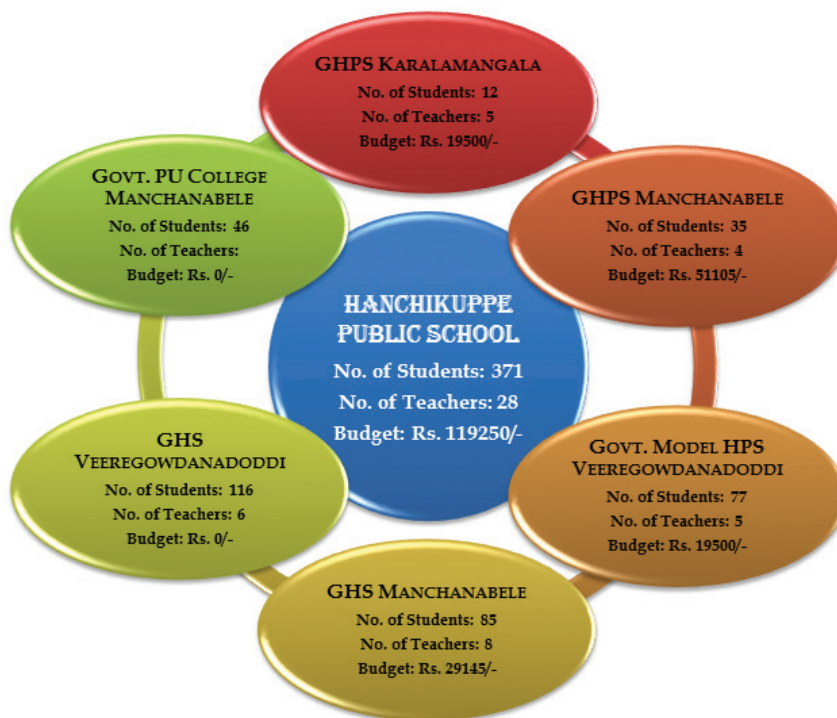 GHPS KARALAMANGALA
No. of Students: 12
No. of Teachers: 5
Budget: Rs. 19500/-
GHPS MANCHANABELE
No. of Students: 35
No. of Teachers: 4
Budget: Rs. 51105/-
GOVT. MODEL HPS
VEEREGOWDANADODDI
No. of Students: 77
No. of Teachers: 5
Budget: Rs. 19500/-
GHS MANCHANABELE
No. of Students: 85
No. of Teachers: 8
Budget: Rs. 29145/-
GHS
VEEREGOWDANADODDI
No. of Students: 116
No. of Teachers: 6
Budget: Rs. 0/-
GOVT. PU COLLEGE
MANCHANABELE
No. of Students: 46
No. of Teachers:
Budget: Rs. 0/-
HANCHIKUPPE
PUBLIC SCHOOL
No. of Students: 371
No. of Teachers: 28
Budget: Rs. 119250/-